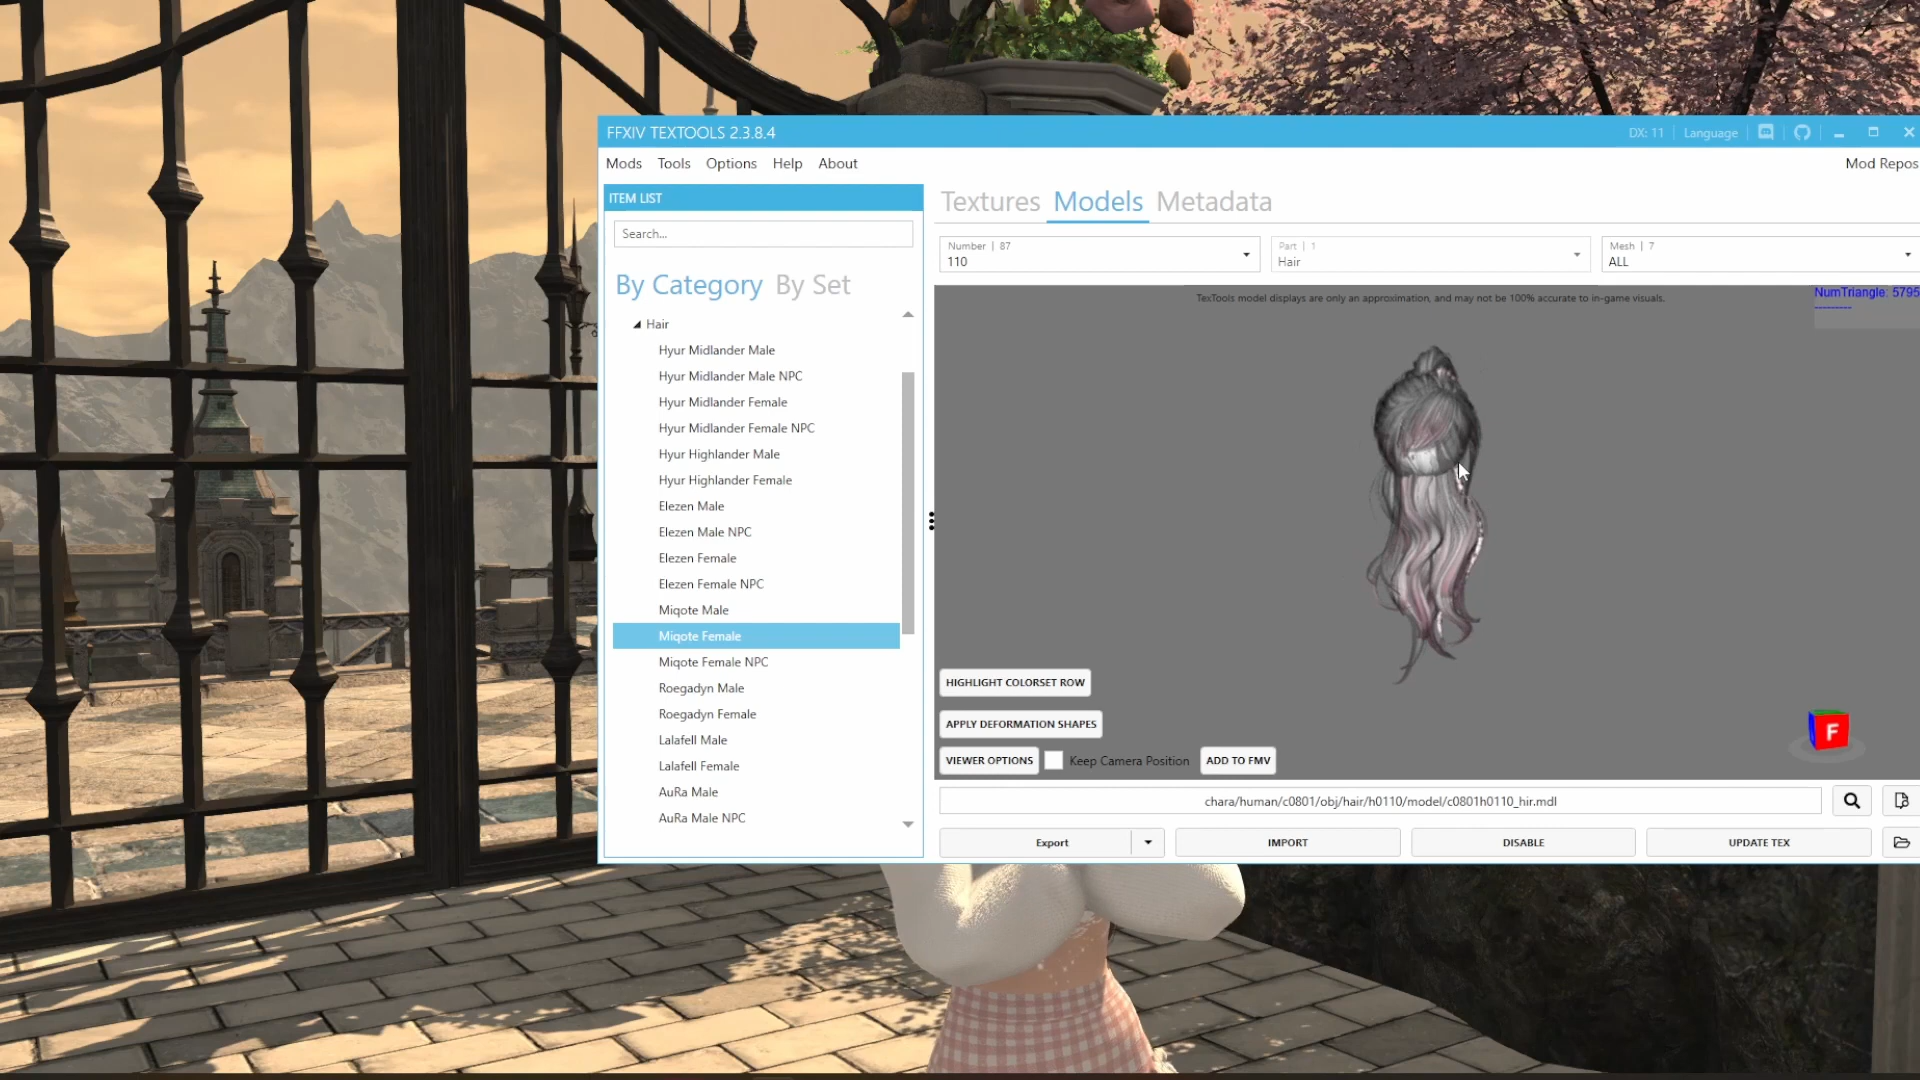 FFXIV TEXTOOLS 2.3.8.4
DX: 11
Language
Mods Tools Options Help About
Mod Repos
ITEM LIST
Search...
By Category By Set
Hair
Hyur Midlander Male
Hyur Midlander Male NPC
Hyur Midlander Female
Hyur Midlander Female NPC
Hyur Highlander Male
Hyur Highlander Female
Elezen Male
Elezen Male NPC
Elezen Female
Elezen Female NPC
Miqote Male
Miqote Female
Miqote Female NPC
Roegadyn Male
Roegadyn Female
Lalafell Male
Lalafell Female
AuRa Male
AuRa Male NPC
Textures Models Metadata
Number | 87
110
Part | 1
Hair
Mesh | 7
ALL
TexTools model displays are only an approximation, and may not be 100% accurate to in-game visuals.
NumTriangle: 5795
---------
HIGHLIGHT COLORSET ROW
APPLY DEFORMATION SHAPES
VIEWER OPTIONS
Keep Camera Position
ADD TO FMV
F
chara/human/c0801/obj/hair/h0110/model/c0801h0110_hir.mdl
Export
IMPORT
DISABLE
UPDATE TEX